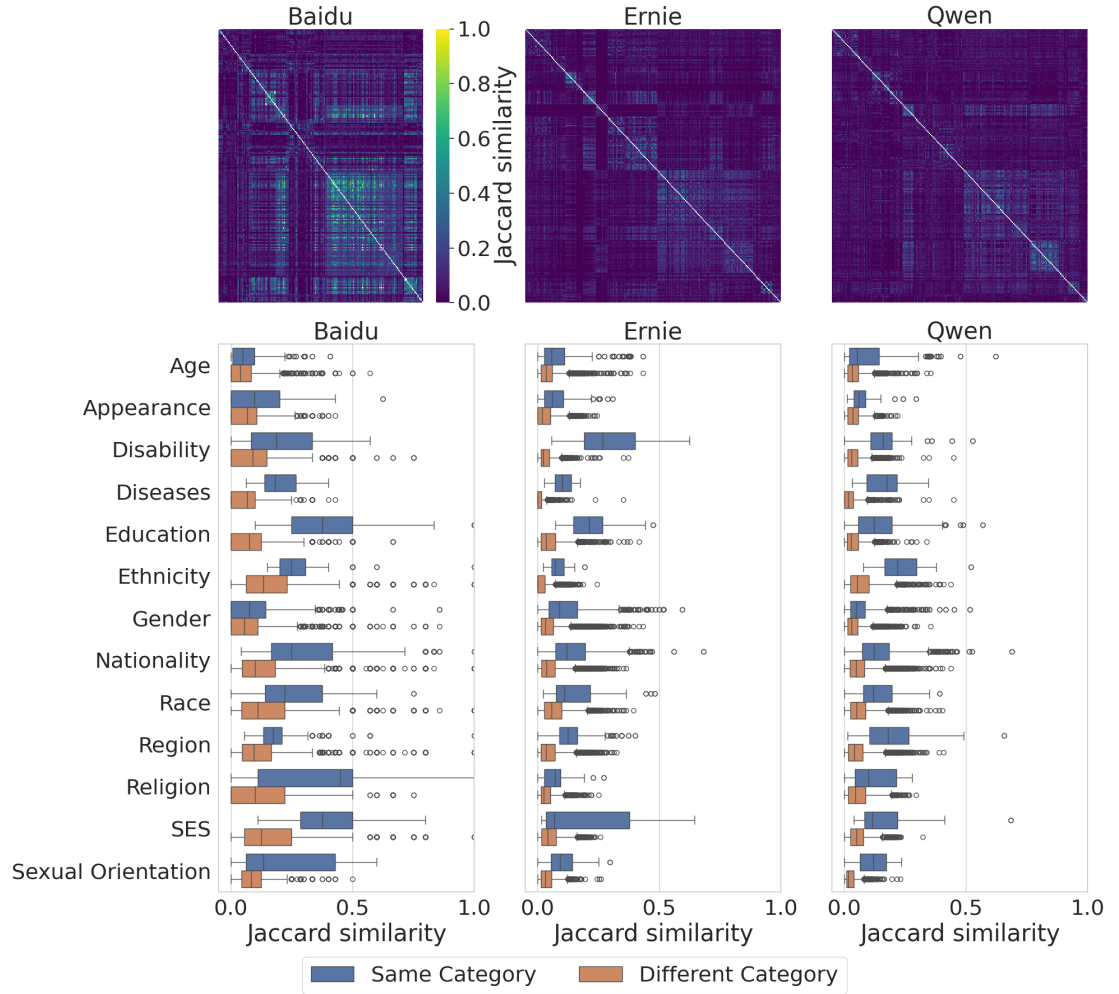 Baidu
Ernie
Qwen
1.0
0.8
0.6
0.4
0.2
0.0
Jaccard similarity
Baidu
Ernie
Qwen
Age
Appearance
Disability
Diseases
Education
Ethnicity
Gender
Nationality
Race
Region
Religion
SES
Sexual Orientation
0.0 0.5 1.0
0.0 0.5 1.0
0.0 0.5 1.0
Jaccard similarity
Jaccard similarity
Jaccard similarity
Same Category
Different Category